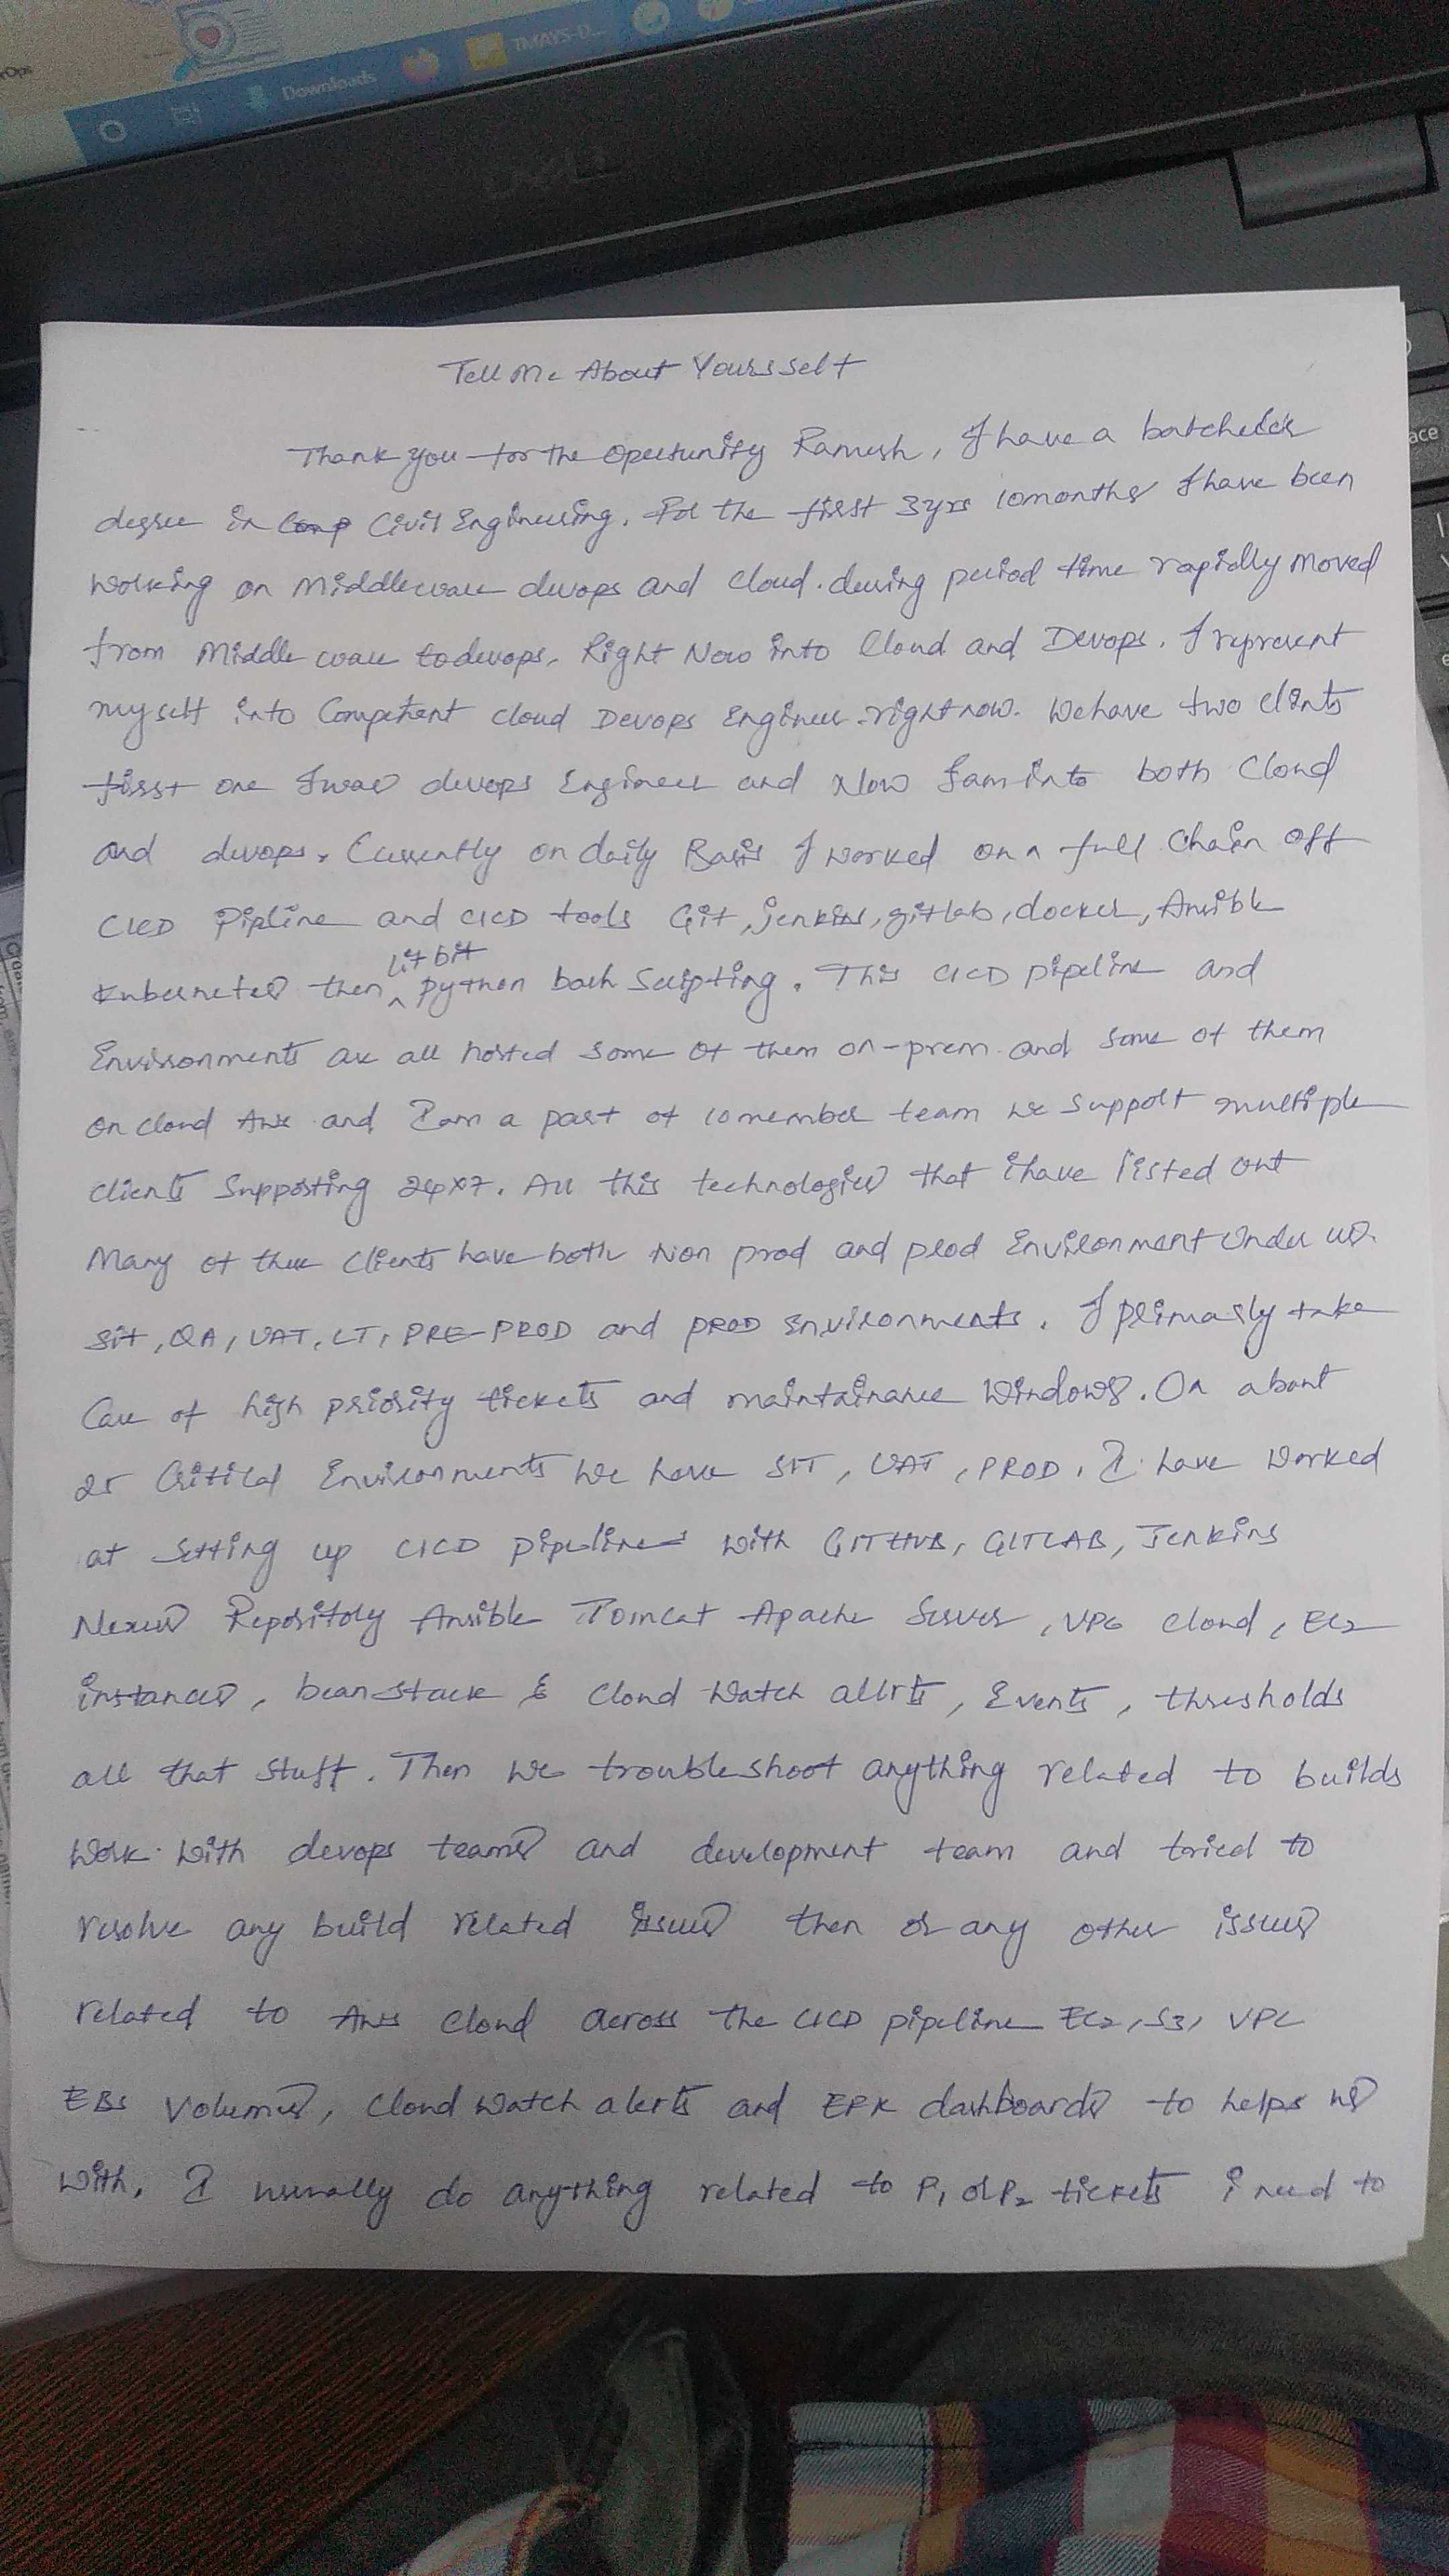 Downloads
TMAYS-D...
DELL
Tell Me About Yoursself
Thank you for the Opertunity Ramesh, I have a batchelors
degree in Civil Engineering. For the first 3yrs 10months I have been
working on Middleware devops and cloud. during period time rapidly moved
from Middle ware to devops, Right Now into Cloud and Devops. I represent
myself into Competent cloud Devops Engineer right now. We have two clints
first one I was devops Engineer and Now I am into both Cloud
and devops. Currently on daily Basis I worked on a full Chain off
CICD Pipline and CICD tools Git, jenkins, gitlab, docker, Ansible
Lit bit
Kubernetes then python bash Scripting. This CICD pipeline and
Environments are all hosted some of them on-prem and some of them
on cloud Aws and I am a part of 10 member team we support multiple
clients Supporting 24x7. All this technologies that i have listed out
Many of these clients have both Non prod and prod Environment Under us.
SIT, QA, UAT, LT, PRE-PROD and PROD Environments. I primarly take
Care of high priority tickets and maintainance Windows. On about
25 Critical Environments We have SIT, UAT, PROD. I have Worked
at Setting up CICD pipelines With GITHUB, GITLAB, Jenkins
Nexus Repository Ansible Tomcat Apache Server, VPC Cloud, EC2
instances, beanstack & Cloud Watch allrts, Events, thresholds
all that stuff. Then We troubleshoot anything related to builds
Work With devops teams and development team and tried to
resolve any build related issues then or any other issues
related to Aws Cloud across the CICD pipeline EC2, S3, VPC
EBS Volumes, Cloud Watch alerts and dashboards to helps us
With. I usually do anything related to P1 or P2 tickets i need to